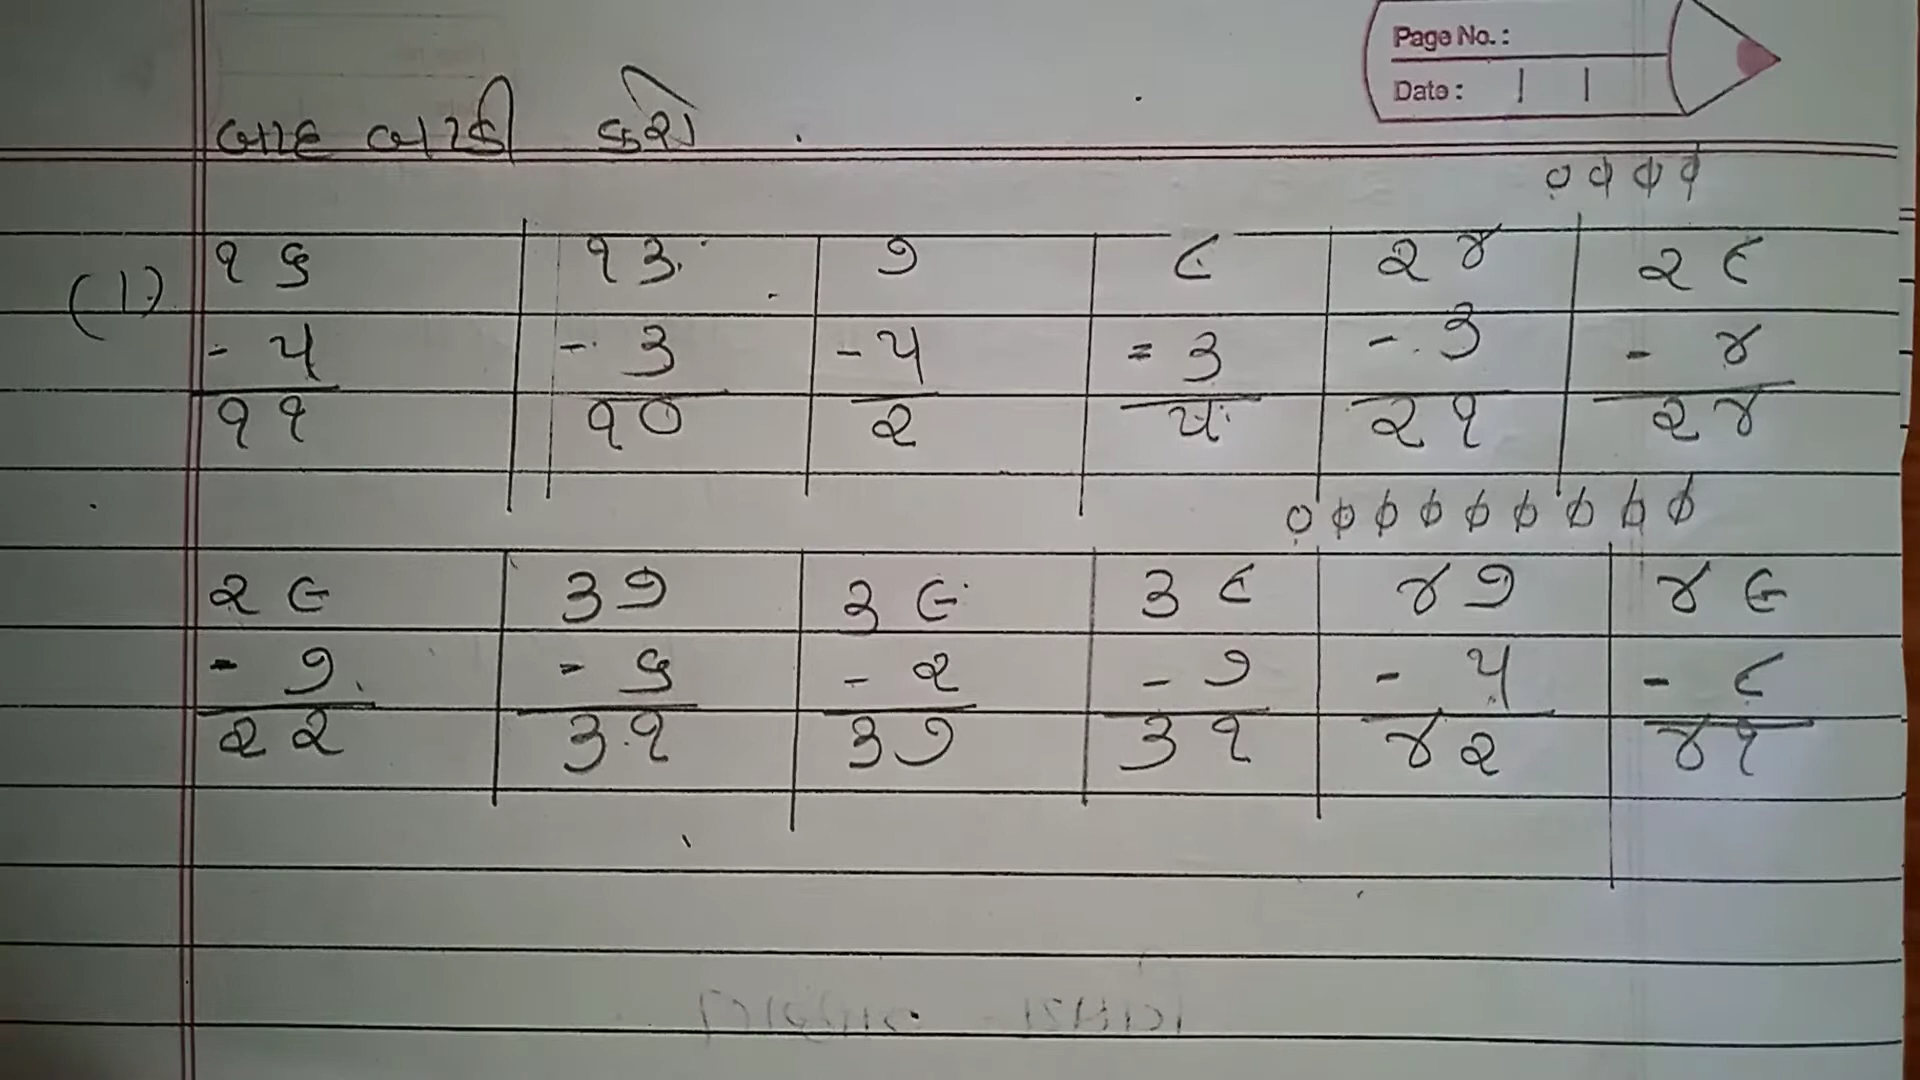 Page No. :
Date :
બાદ બાકી કરો .
(1) ૧૬ ૧૩ ૭ ૮ ૨૪ ૨૮
- ૫ - ૩ - ૫ = ૩ - ૩ - ૪
૧૧ ૧૦ ૨ ૫ ૨૧ ૨૪
૨૯ ૩૭ ૩૯ ૩૮ ૪૭ ૪૯
- ૭ - ૬ - ૨ - ૭ - ૫ - ૮
૨૨ ૩૧ ૩૭ ૩૧ ૪૨ ૪૧